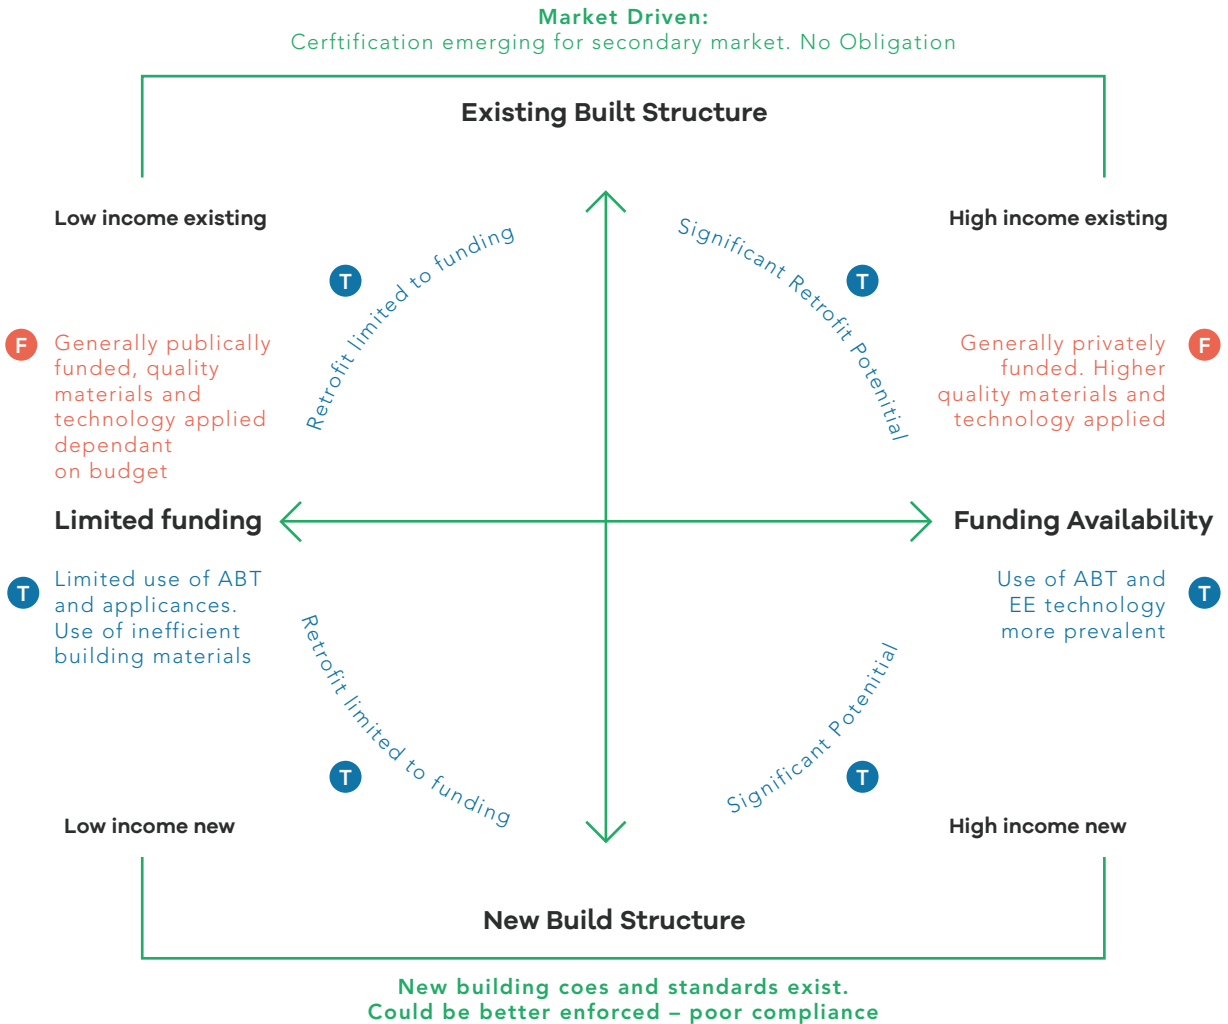 Market Driven:
Cerftification emerging for secondary market. No Obligation
Existing Built Structure
Low income existing
High income existing
T
Retrofit limited to funding
Significant Retrofit Potenitial
T
F
Generally publically
funded, quality
materials and
technology applied
dependant
on budget
Generally privately
funded. Higher
quality materials and
technology applied
F
Limited funding
Funding Availability
T
Limited use of ABT
and applicances.
Use of inefficient
building materials
Use of ABT and
EE technology
more prevalent
T
Retrofit limited to funding
T
Significant Potenitial
T
Low income new
High income new
New Build Structure
New building coes and standards exist.
Could be better enforced – poor compliance